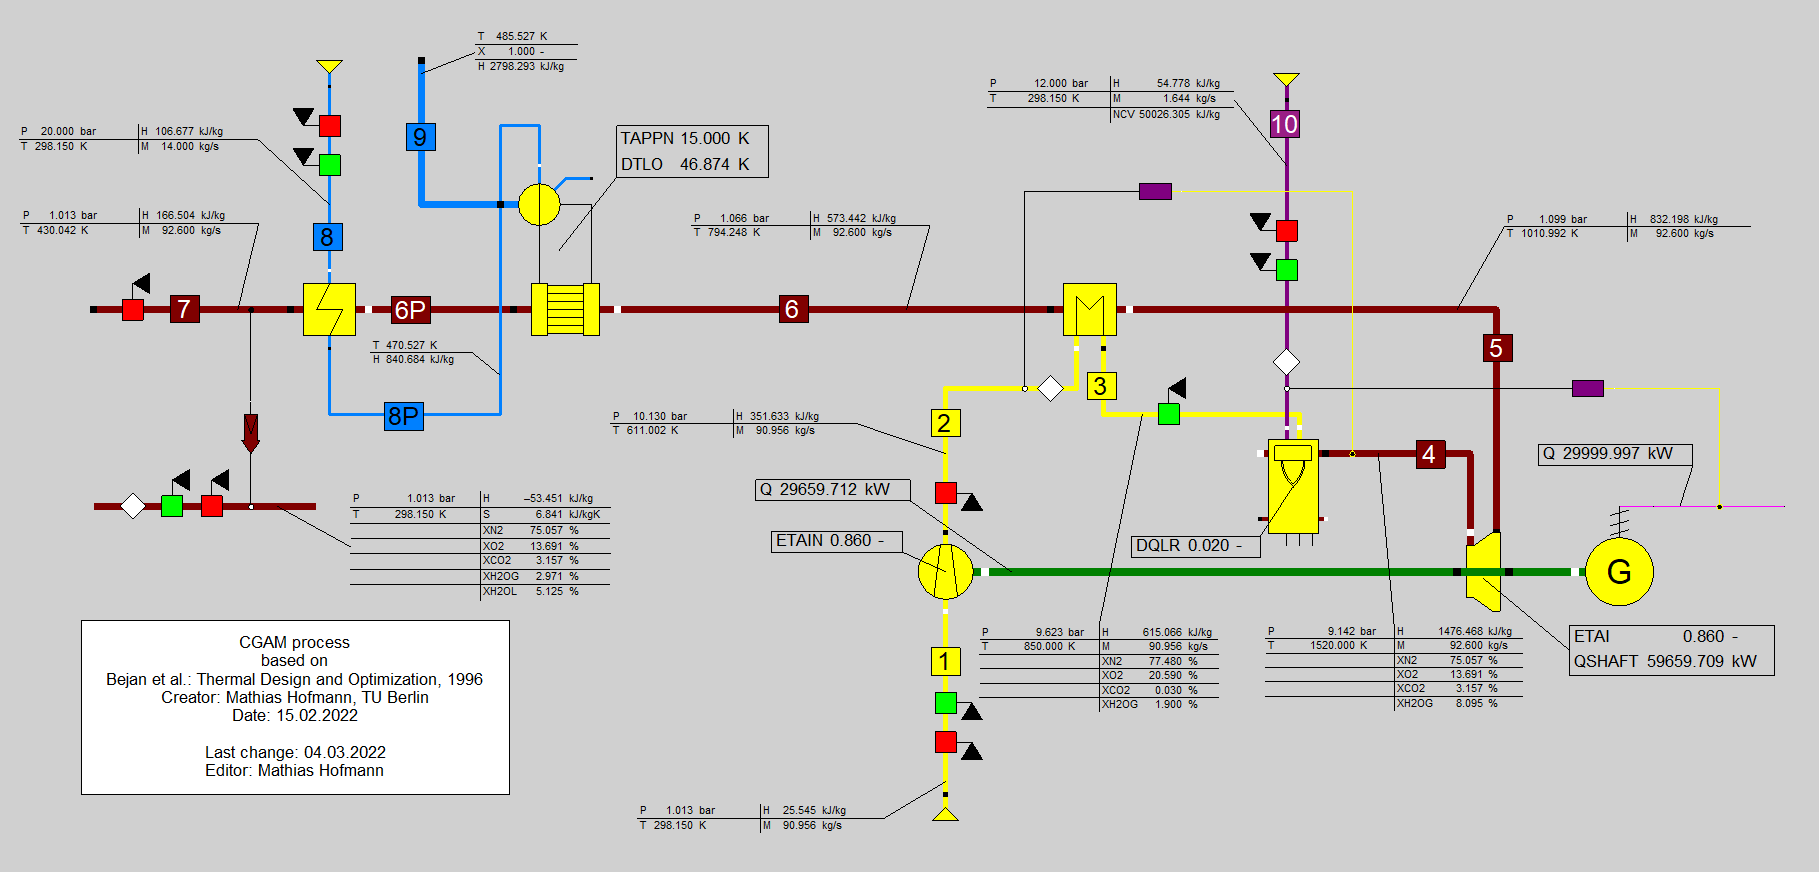 T 485.527 K
X 1.000 -
H 2798.293 kJ/kg
P 20.000 bar H 106.677 kJ/kg
T 298.150 K M 14.000 kg/s
9
TAPPN 15.000 K
DTLO 46.874 K
P 12.000 bar H 54.778 kJ/kg
T 298.150 K M 1.644 kg/s
NCV 50026.305 kJ/kg
10
P 1.013 bar H 166.504 kJ/kg
T 430.042 K M 92.600 kg/s
8
P 1.066 bar H 573.442 kJ/kg
T 794.248 K M 92.600 kg/s
P 1.099 bar H 832.198 kJ/kg
T 1010.992 K M 92.600 kg/s
7
6P
6
5
T 470.527 K
H 840.684 kJ/kg
8P
3
2
P 10.130 bar H 351.633 kJ/kg
T 611.002 K M 90.956 kg/s
4
Q 29999.997 kW
Q 29659.712 kW
P 1.013 bar H –53.451 kJ/kg
T 298.150 K S 6.841 kJ/kgK
XN2 75.057 %
XO2 13.691 %
XCO2 3.157 %
XH2OG 2.971 %
XH2OL 5.125 %
ETAIN 0.860 -
DQLR 0.020 -
G
1
P 9.623 bar H 615.066 kJ/kg
T 850.000 K M 90.956 kg/s
XN2 77.480 %
XO2 20.590 %
XCO2 0.030 %
XH2OG 1.900 %
P 9.142 bar H 1476.468 kJ/kg
T 1520.000 K M 92.600 kg/s
XN2 75.057 %
XO2 13.691 %
XCO2 3.157 %
XH2OG 8.095 %
ETAI 0.860 -
QSHAFT 59659.709 kW
CGAM process
based on
Bejan et al.: Thermal Design and Optimization, 1996
Creator: Mathias Hofmann, TU Berlin
Date: 15.02.2022
Last change: 04.03.2022
Editor: Mathias Hofmann
P 1.013 bar H 25.545 kJ/kg
T 298.150 K M 90.956 kg/s